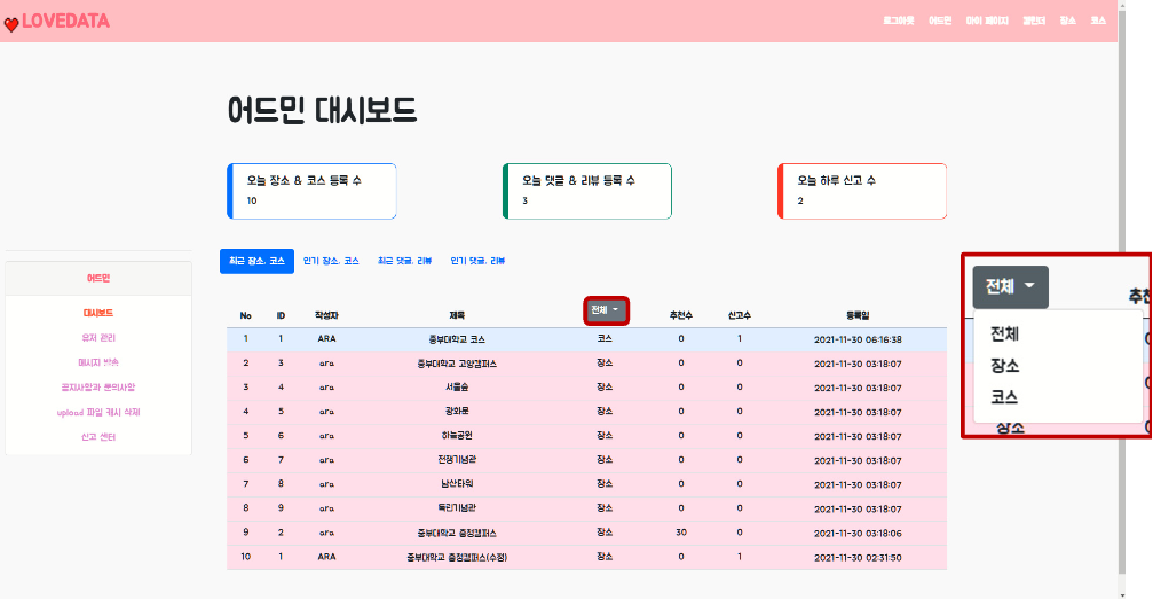 LOVEDATA
로그아웃 어드민 마이 페이지 캘린더 장소 코스
어드민 대시보드
오늘 장소 & 코스 등록 수
10
오늘 댓글 & 리뷰 등록 수
3
오늘 하루 신고 수
2
어드민
대시보드
유저 관리
메세지 발송
공지사항과 문의사항
upload 파일 캐시 삭제
신고 센터
최근 장소, 코스 인기 장소, 코스 최근 댓글, 리뷰 인기 댓글, 리뷰
No ID 작성자 제목 전체 추천수 신고수 등록일
1 1 ARA 중부대학교 코스 코스 0 1 2021-11-30 06:16:38
2 3 ara 중부대학교 고양캠퍼스 장소 0 0 2021-11-30 03:18:07
3 4 ara 서울숲 장소 0 0 2021-11-30 03:18:07
4 5 ara 광화문 장소 0 0 2021-11-30 03:18:07
5 6 ara 하늘공원 장소 0 0 2021-11-30 03:18:07
6 7 ara 전쟁기념관 장소 0 0 2021-11-30 03:18:07
7 8 ara 남산타워 장소 0 0 2021-11-30 03:18:07
8 9 ara 독립기념관 장소 0 0 2021-11-30 03:18:07
9 2 ara 중부대학교 충청캠퍼스 장소 30 0 2021-11-30 03:18:06
10 1 ARA 중부대학교 충청캠퍼스(수정) 장소 0 1 2021-11-30 02:31:50
전체
전체
장소
코스
장소